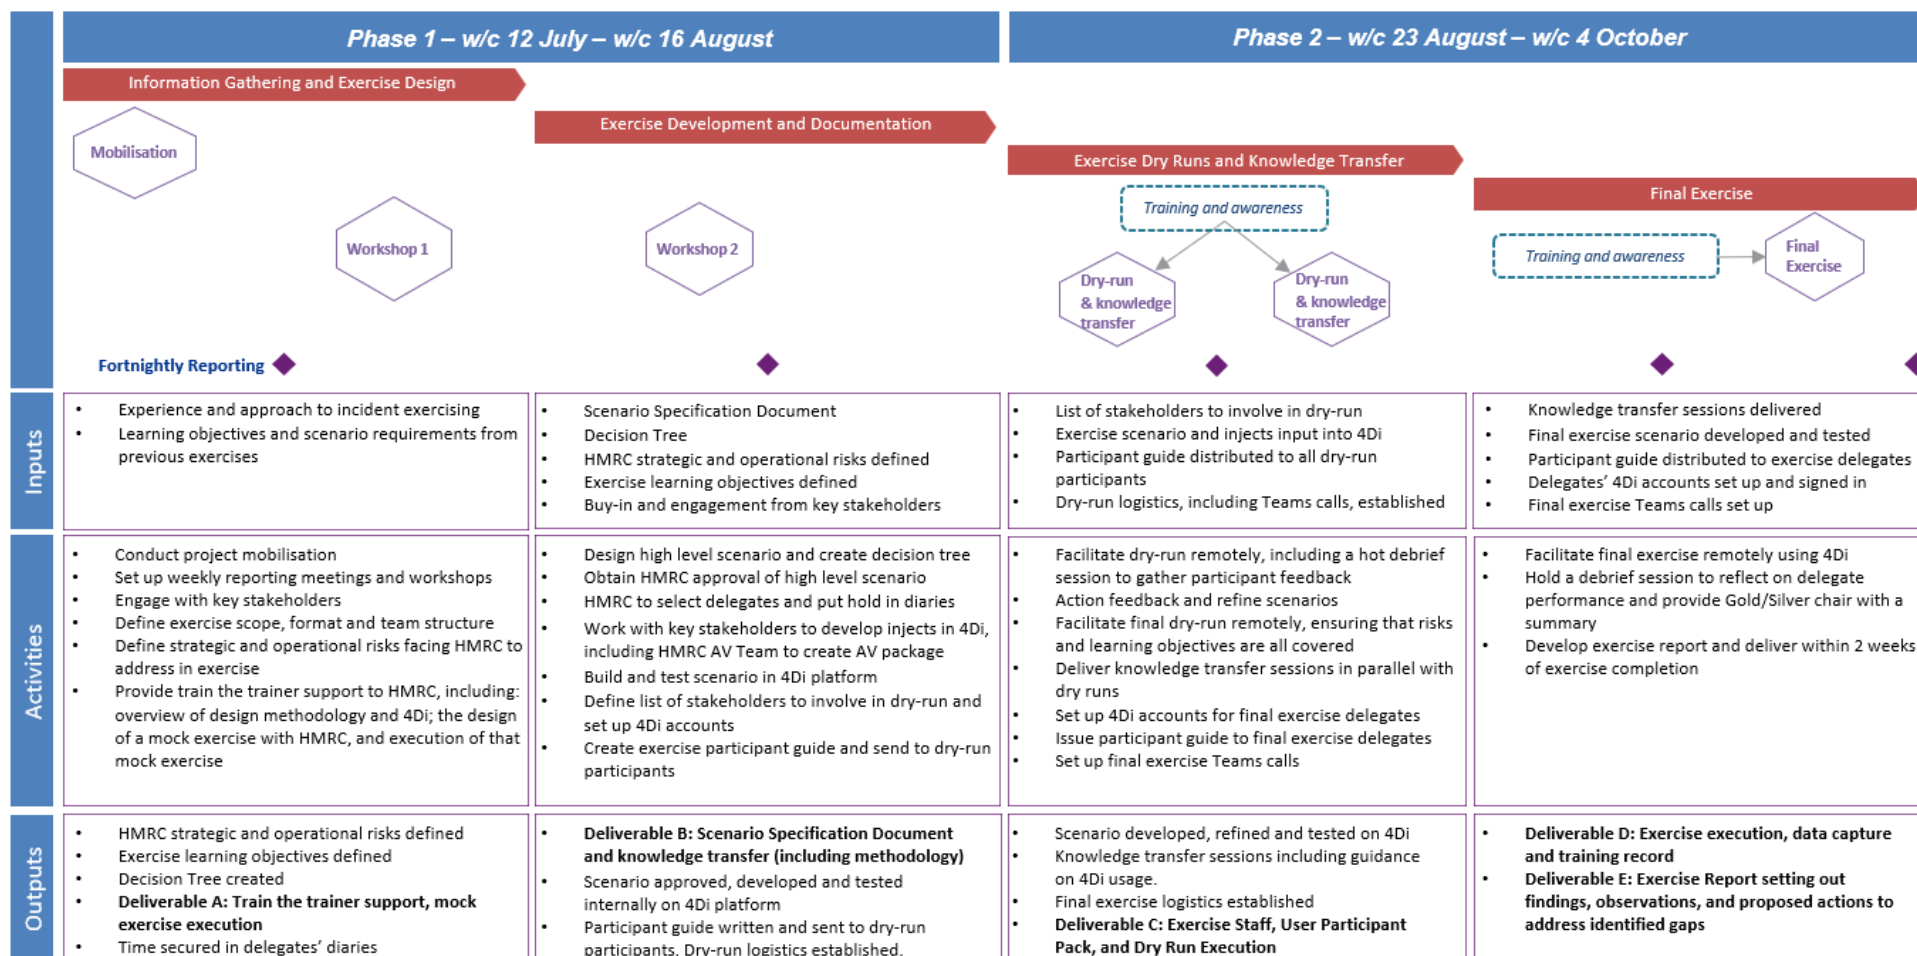 Phase 1 – w/c 12 July – w/c 16 August
Phase 2 – w/c 23 August – w/c 4 October
Information Gathering and Exercise Design
Exercise Development and Documentation
Exercise Dry Runs and Knowledge Transfer
Final Exercise
Mobilisation
Workshop 1
Workshop 2
Training and awareness
Dry-run
& knowledge
transfer
Dry-run
& knowledge
transfer
Training and awareness
Final
Exercise
Fortnightly Reporting
Inputs
• Experience and approach to incident exercising
• Learning objectives and scenario requirements from
previous exercises
• Scenario Specification Document
• Decision Tree
• HMRC strategic and operational risks defined
• Exercise learning objectives defined
• Buy-in and engagement from key stakeholders
• List of stakeholders to involve in dry-run
• Exercise scenario and injects input into 4Di
• Participant guide distributed to all dry-run
participants
• Dry-run logistics, including Teams calls, established
• Knowledge transfer sessions delivered
• Final exercise scenario developed and tested
• Participant guide distributed to exercise delegates
• Delegates' 4Di accounts set up and signed in
• Final exercise Teams calls set up
Activities
• Conduct project mobilisation
• Set up weekly reporting meetings and workshops
• Engage with key stakeholders
• Define exercise scope, format and team structure
• Define strategic and operational risks facing HMRC to
address in exercise
• Provide train the trainer support to HMRC, including:
overview of design methodology and 4Di; the design
of a mock exercise with HMRC, and execution of that
mock exercise
• Design high level scenario and create decision tree
• Obtain HMRC approval of high level scenario
• HMRC to select delegates and put hold in diaries
• Work with key stakeholders to develop injects in 4Di,
including HMRC AV Team to create AV package
• Build and test scenario in 4Di platform
• Define list of stakeholders to involve in dry-run and
set up 4Di accounts
• Create exercise participant guide and send to dry-run
participants
• Facilitate dry-run remotely, including a hot debrief
session to gather participant feedback
• Action feedback and refine scenarios
• Facilitate final dry-run remotely, ensuring that risks
and learning objectives are all covered
• Deliver knowledge transfer sessions in parallel with
dry runs
• Set up 4Di accounts for final exercise delegates
• Issue participant guide to final exercise delegates
• Set up final exercise Teams calls
• Facilitate final exercise remotely using 4Di
• Hold a debrief session to reflect on delegate
performance and provide Gold/Silver chair with a
summary
• Develop exercise report and deliver within 2 weeks
of exercise completion
Outputs
• HMRC strategic and operational risks defined
• Exercise learning objectives defined
• Decision Tree created
• Deliverable A: Train the trainer support, mock
exercise execution
• Time secured in delegates' diaries
• Deliverable B: Scenario Specification Document
and knowledge transfer (including methodology)
• Scenario approved, developed and tested
internally on 4Di platform
• Participant guide written and sent to dry-run
participants. Dry-run logistics established.
• Scenario developed, refined and tested on 4Di
• Knowledge transfer sessions including guidance
on 4Di usage.
• Final exercise logistics established
• Deliverable C: Exercise Staff, User Participant
Pack, and Dry Run Execution
• Deliverable D: Exercise execution, data capture
and training record
• Deliverable E: Exercise Report setting out
findings, observations, and proposed actions to
address identified gaps